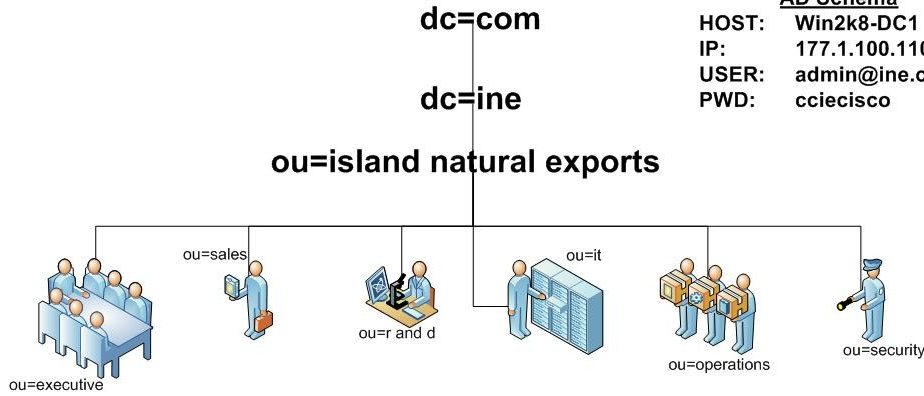 AD Schema
dc=com
HOST: Win2k8-DC1
IP: 177.1.100.110
USER: admin@ine.c
PWD: cciecisco
dc=ine
ou=island natural exports
ou=sales
ou=it
ou=r and d
ou=operations
ou=security
ou=executive